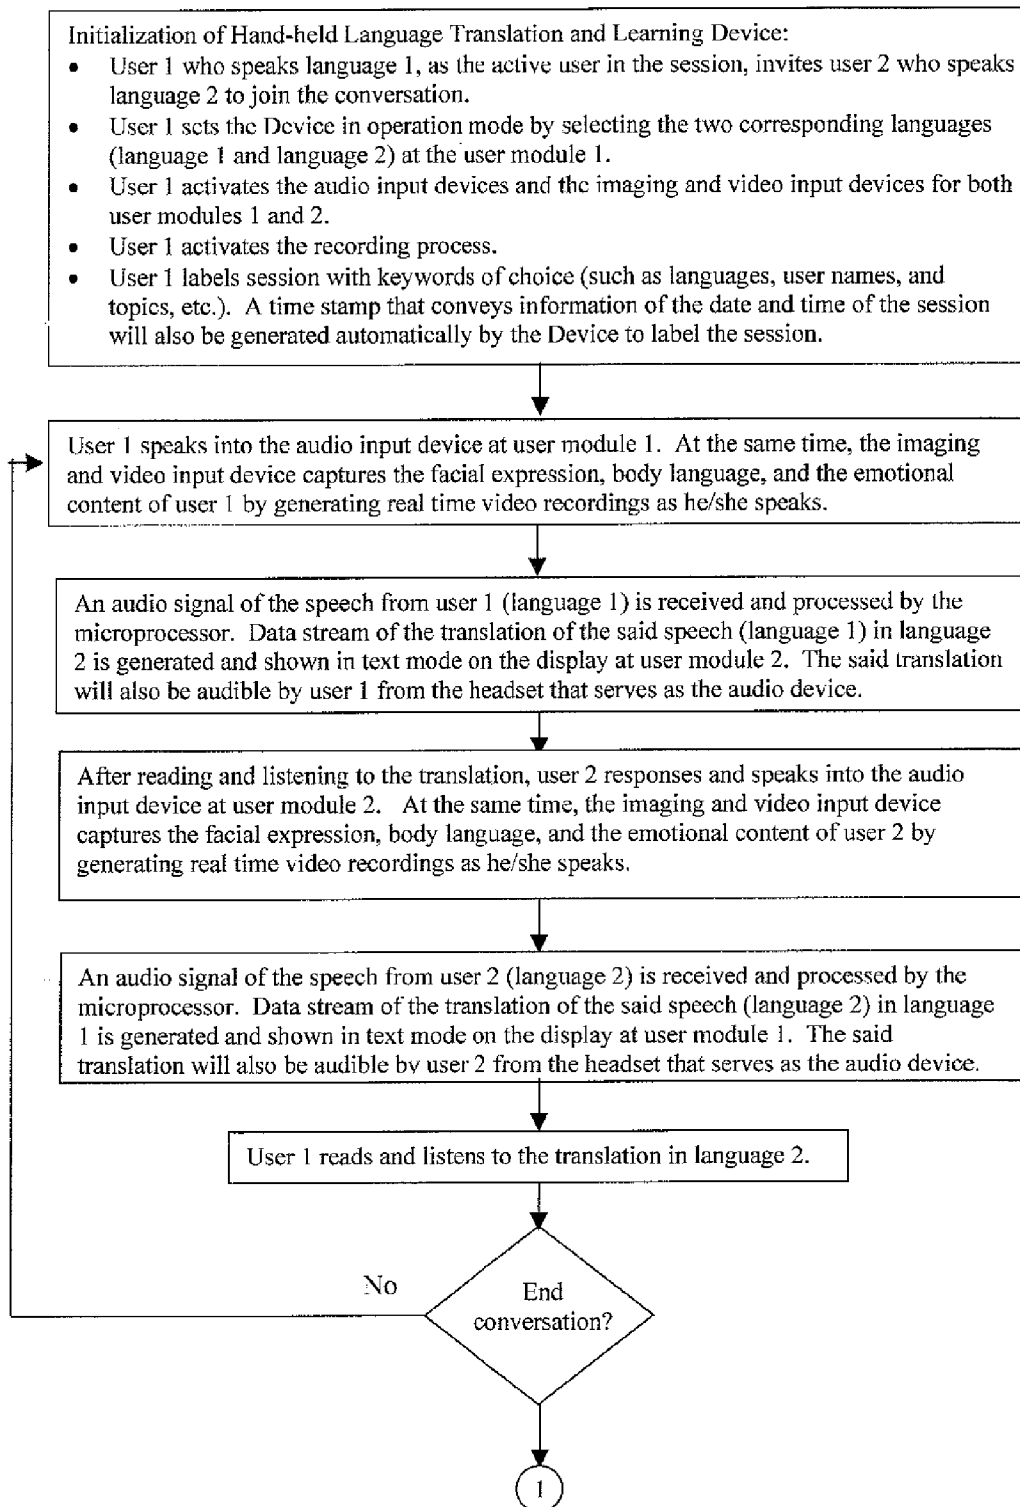 Initialization of Hand-held Language Translation and Learning Device:
• User 1 who speaks language 1, as the active user in the session, invites user 2 who speaks
language 2 to join the conversation.
• User 1 sets the Device in operation mode by selecting the two corresponding languages
(language 1 and language 2) at the user module 1.
• User 1 activates the audio input devices and the imaging and video input devices for both
user modules 1 and 2.
• User 1 activates the recording process.
• User 1 labels session with keywords of choice (such as languages, user names, and
topics, etc.). A time stamp that conveys information of the date and time of the session
will also be generated automatically by the Device to label the session.
User 1 speaks into the audio input device at user module 1. At the same time, the imaging
and video input device captures the facial expression, body language, and the emotional
content of user 1 by generating real time video recordings as he/she speaks.
An audio signal of the speech from user 1 (language 1) is received and processed by the
microprocessor. Data stream of the translation of the said speech (language 1) in language
2 is generated and shown in text mode on the display at user module 2. The said translation
will also be audible by user 1 from the headset that serves as the audio device.
After reading and listening to the translation, user 2 responses and speaks into the audio
input device at user module 2. At the same time, the imaging and video input device
captures the facial expression, body language, and the emotional content of user 2 by
generating real time video recordings as he/she speaks.
An audio signal of the speech from user 2 (language 2) is received and processed by the
microprocessor. Data stream of the translation of the said speech (language 2) in language
1 is generated and shown in text mode on the display at user module 1. The said
translation will also be audible by user 2 from the headset that serves as the audio device.
User 1 reads and listens to the translation in language 2.
No
End
conversation?
1